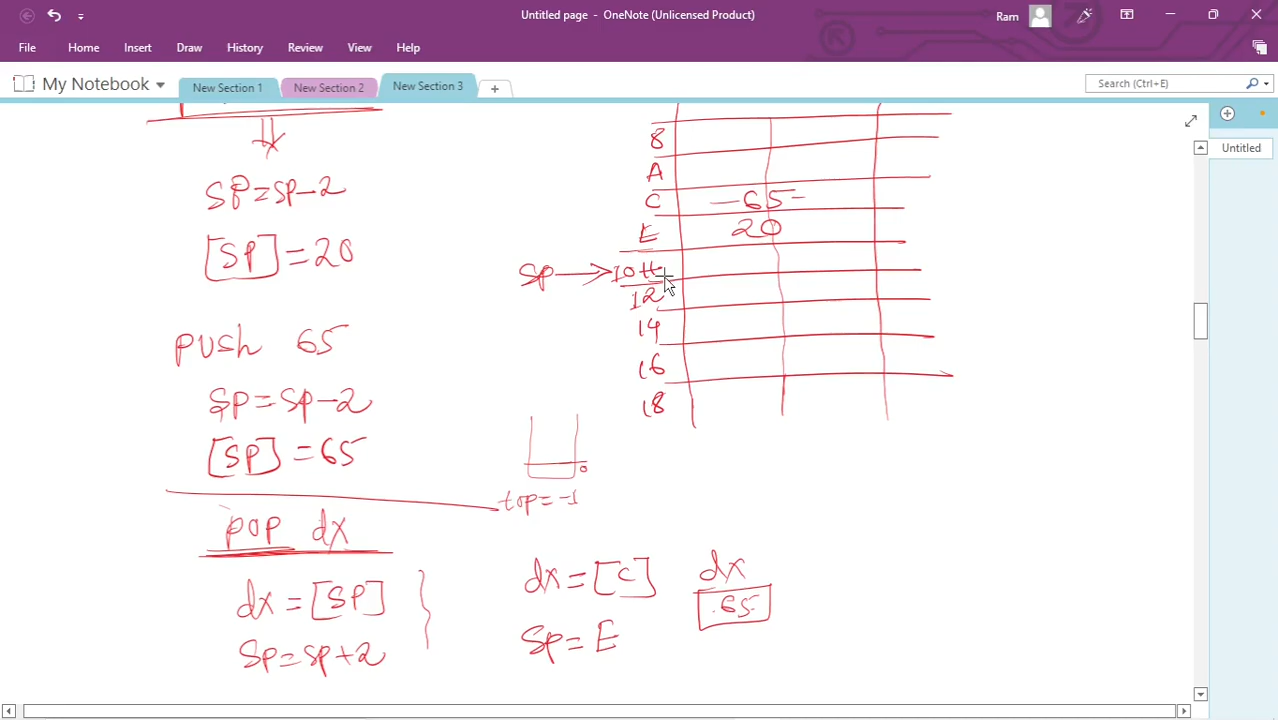 Untitled page - OneNote (Unlicensed Product)
Ram
File Home Insert Draw History Review View Help
My Notebook
New Section 1
New Section 2
New Section 3
Search (Ctrl+E)
Untitled
SP=SP-2
[SP]=20
PUSH 65
SP=SP-2
[SP]=65
POP dx
dx=[SP]
SP=SP+2
8
A
C -65-
E 20
SP 10H
12
14
16
18
0
top=-1
dx=[C]
SP=E
dx
65